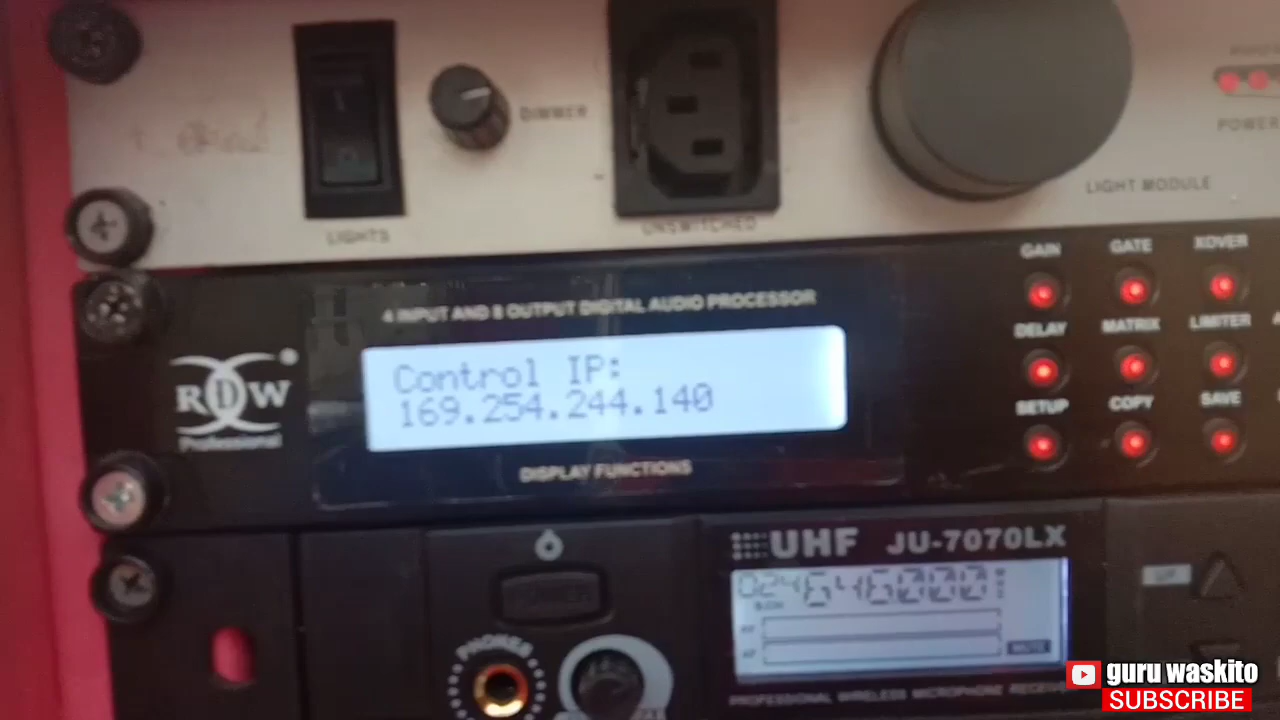 DIMMER
POWER
LIGHT MODULE
LIGHTS
UNSWITCHED
GAIN GATE XOVER
4 INPUT AND 8 OUTPUT DIGITAL AUDIO PROCESSOR
DELAY MATRIX LIMITER
Control IP:
169.254.244.140
RDW
Professional
SETUP COPY SAVE
DISPLAY FUNCTIONS
UHF JU-7070LX
UP
PHONES
MUTE
PROFESSIONAL WIRELESS MICROPHONE RECEIVER
guru waskito
SUBSCRIBE